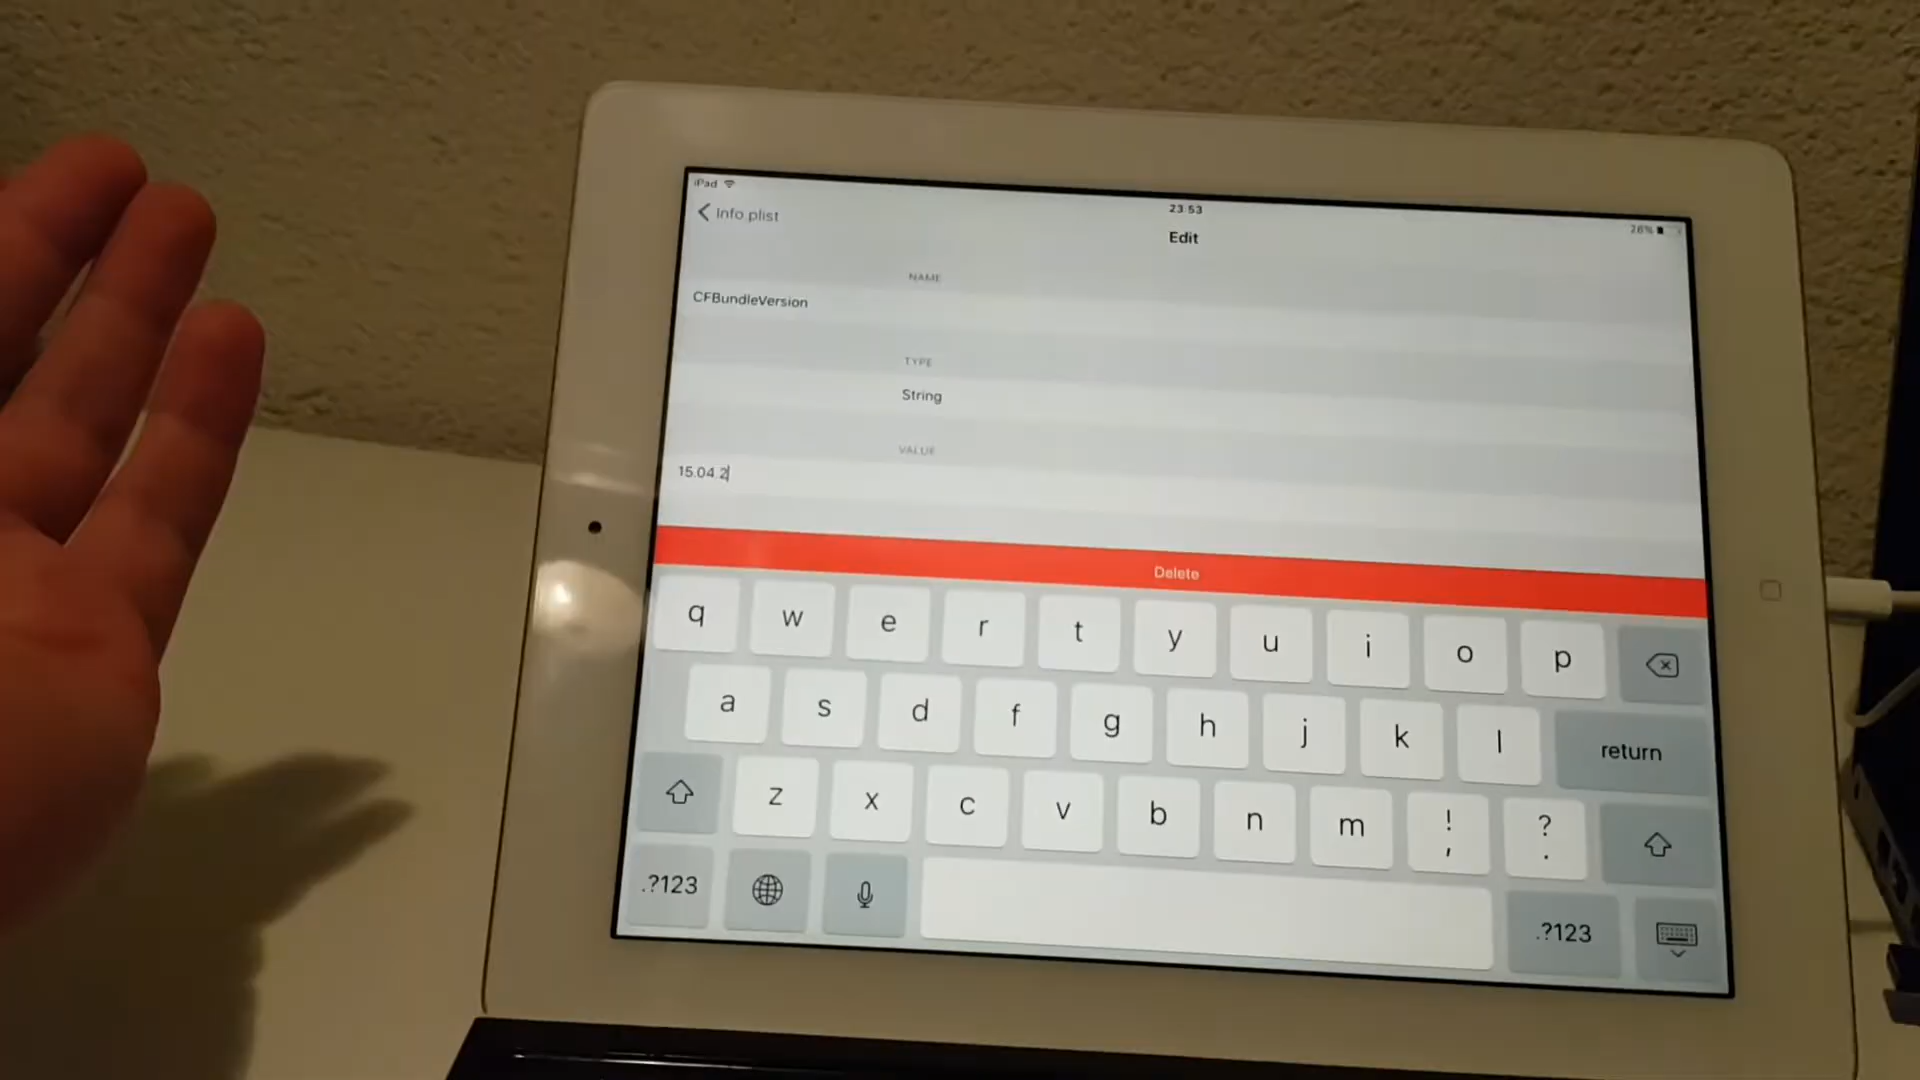 iPad
23:53
26%
Info plist
Edit
NAME
CFBundleVersion
TYPE
String
VALUE
15.04.2
Delete
q w e r t y u i o p
a s d f g h j k l return
z x c v b n m ! , ? .
.?123 .?123